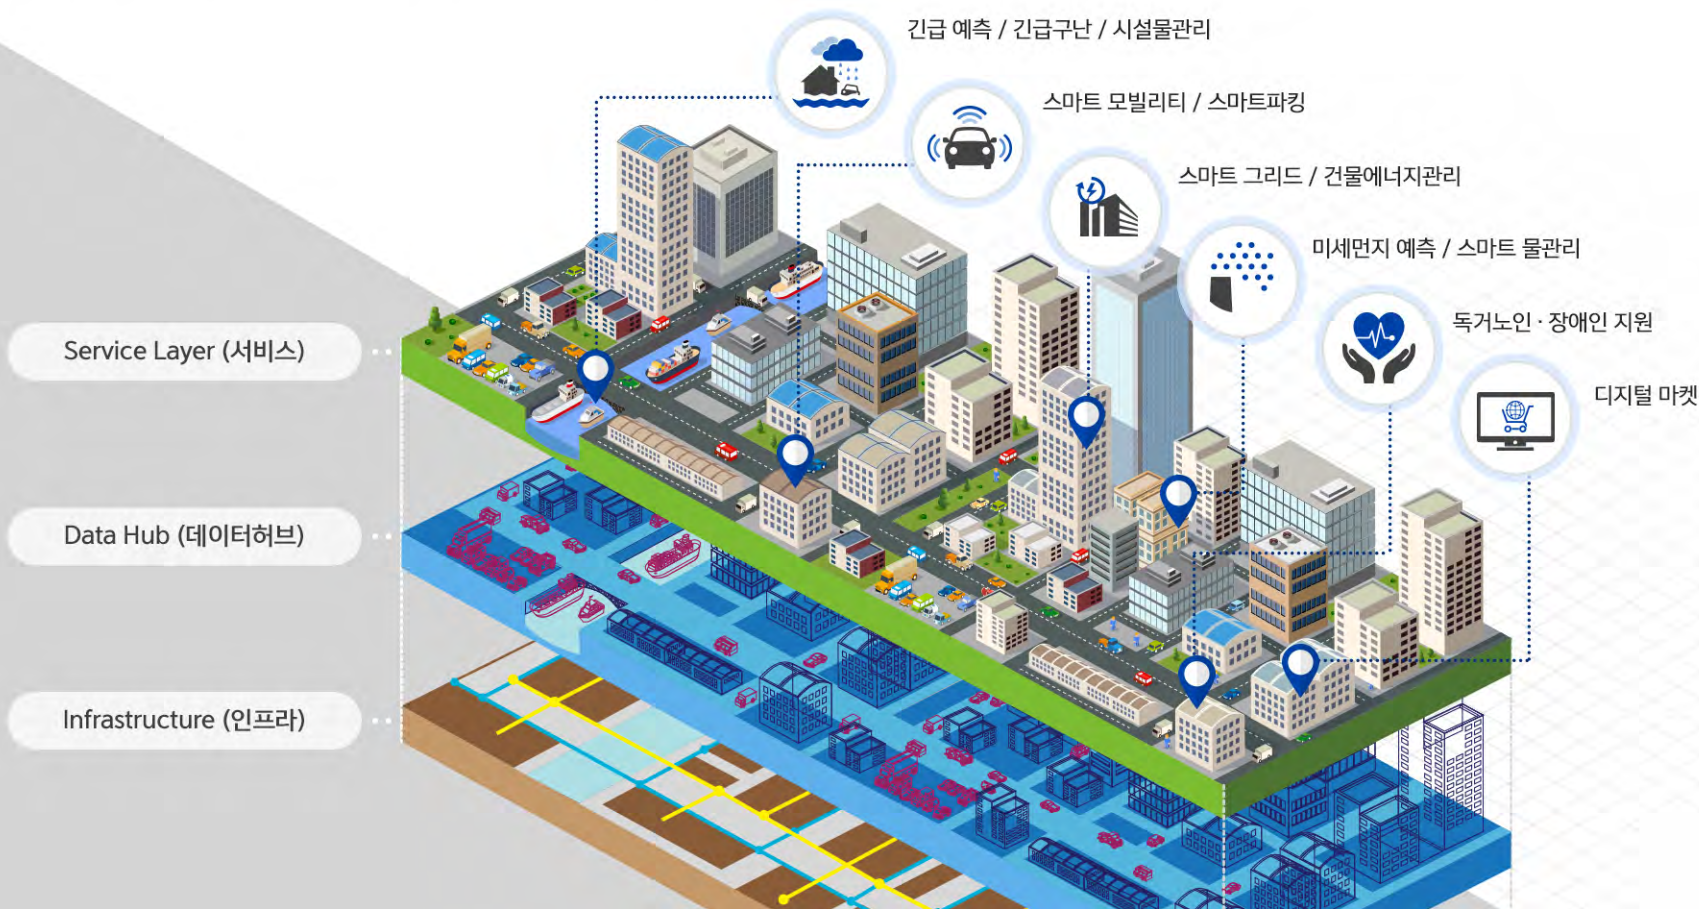 긴급 예측 / 긴급구난 / 시설물관리
스마트 모빌리티 / 스마트파킹
스마트 그리드 / 건물에너지관리
미세먼지 예측 / 스마트 물관리
독거노인 · 장애인 지원
디지털 마켓
Service Layer (서비스)
Data Hub (데이터허브)
Infrastructure (인프라)